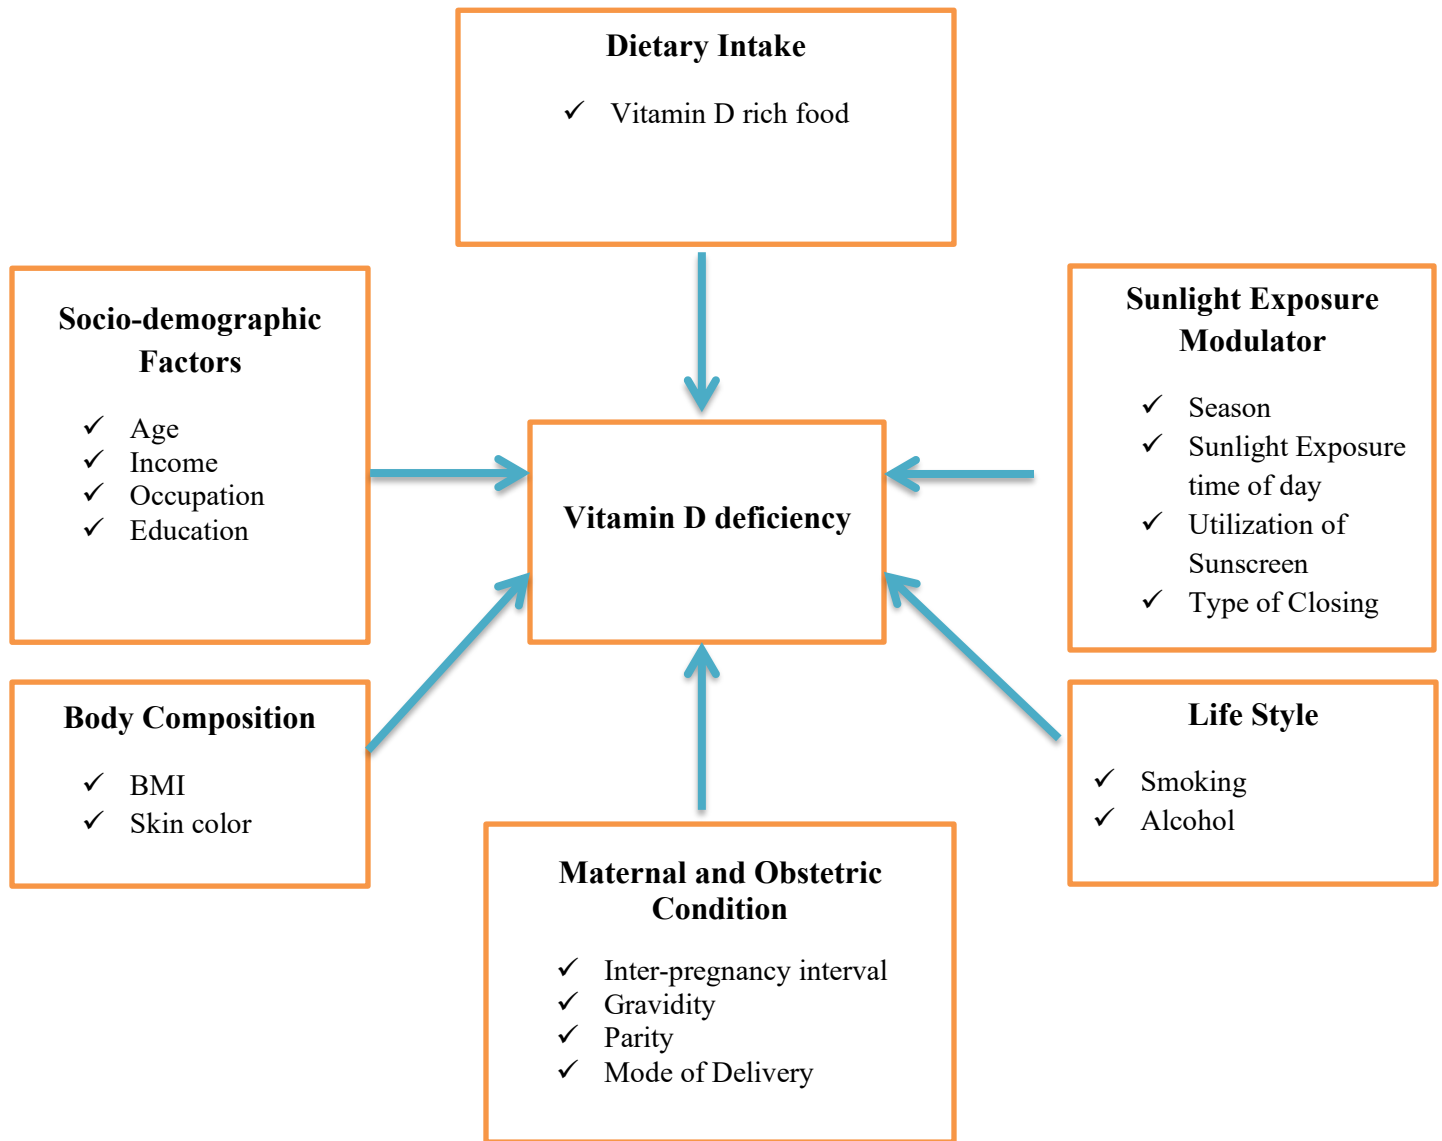 Dietary Intake
✓ Vitamin D rich food
Socio-demographic
Factors
✓ Age
✓ Income
✓ Occupation
✓ Education
Sunlight Exposure
Modulator
✓ Season
✓ Sunlight Exposure
time of day
✓ Utilization of
Sunscreen
✓ Type of Closing
Vitamin D deficiency
Body Composition
✓ BMI
✓ Skin color
Life Style
✓ Smoking
✓ Alcohol
Maternal and Obstetric
Condition
✓ Inter-pregnancy interval
✓ Gravidity
✓ Parity
✓ Mode of Delivery